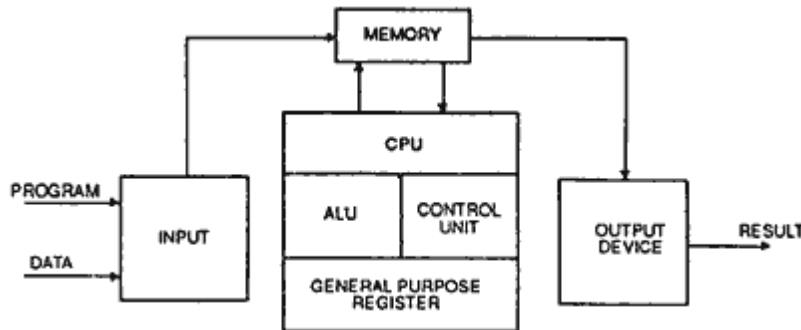 MEMORY
CPU
PROGRAM
ALU
CONTROL
UNIT
INPUT
OUTPUT
DEVICE
RESULT
DATA
GENERAL PURPOSE
REGISTER